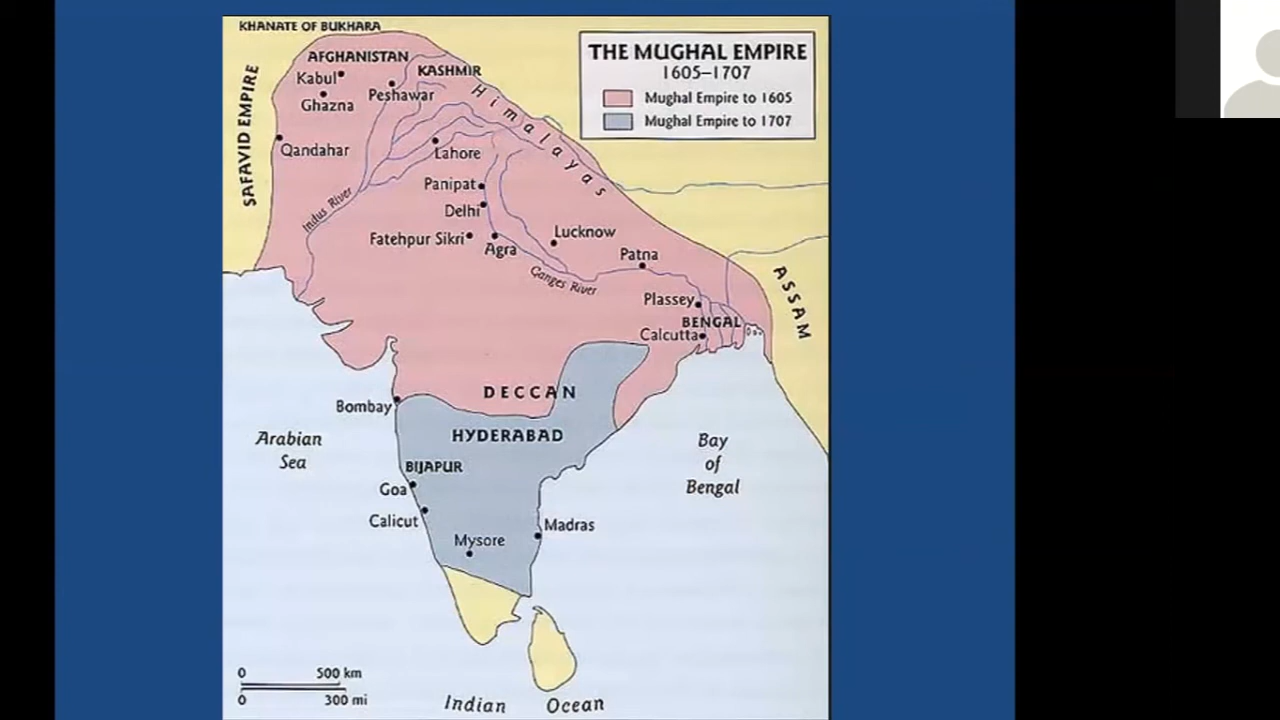 KHANATE OF BUKHARA
THE MUGHAL EMPIRE
1605–1707
Mughal Empire to 1605
Mughal Empire to 1707
SAFAVID EMPIRE
AFGHANISTAN
Kabul
Ghazna
KASHMIR
Peshawar
Himalayas
Qandahar
Lahore
Indus River
Panipat
Delhi
Fatehpur Sikri
Agra
Lucknow
Patna
Ganges River
ASSAM
Plassey
BENGAL
Calcutta
DECCAN
Bombay
HYDERABAD
Arabian
Sea
Bay
of
Bengal
BIJAPUR
Goa
Calicut
Madras
Mysore
0 500 km
0 300 mi
Indian Ocean